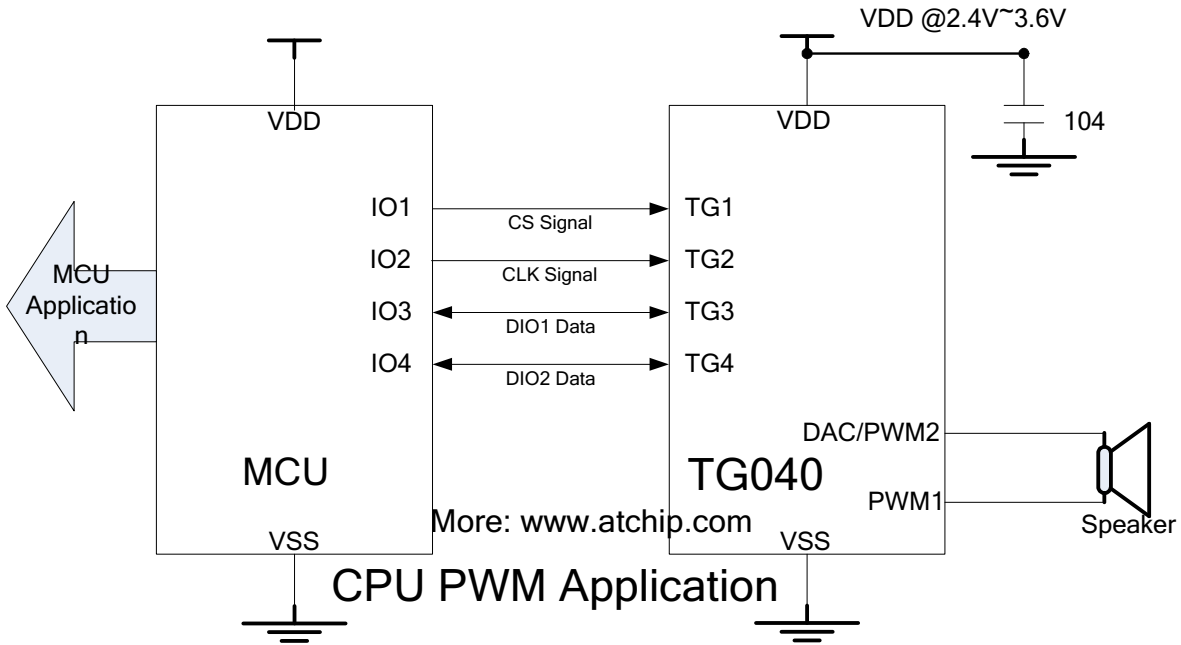 VDD @2.4V~3.6V
VDD
VDD
104
IO1
CS Signal
TG1
IO2
CLK Signal
TG2
MCU
Applicatio
n
IO3
DIO1 Data
TG3
IO4
DIO2 Data
TG4
DAC/PWM2
MCU
TG040
PWM1
More: www.atchip.com
Speaker
VSS
VSS
CPU PWM Application